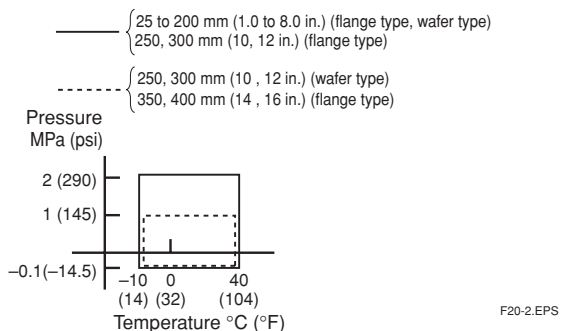 25 to 200 mm (1.0 to 8.0 in.) (flange type, wafer type)
250, 300 mm (10, 12 in.) (flange type)
250, 300 mm (10 , 12 in.) (wafer type)
350, 400 mm (14 , 16 in.) (flange type)
Pressure
MPa (psi)
2 (290)
1 (145)
–0.1(–14.5)
–10 0 40
(14) (32) (104)
Temperature °C (°F)
F20-2.EPS